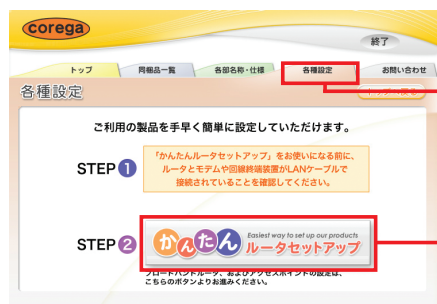 corega
終了
トップ 同梱品一覧 各部名称・仕様 各種設定 お問い合わせ
各種設定
トップへ戻る
ご利用の製品を手早く簡単に設定していただけます。
STEP 1
「かんたんルータセットアップ」をお使いになる前に、
ルータとモデムや回線終端装置がLANケーブルで
接続されていることを確認してください。
STEP 2
かんたん Easiest way to set up our products
ルータセットアップ
ブロードバンドルータ、およびアクセスポイントの設定は、
こちらのボタンよりお進みください。